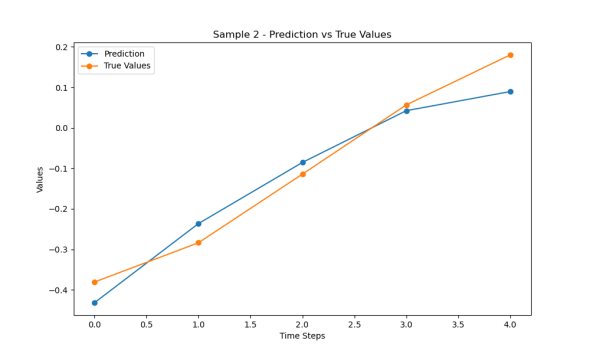 Sample 2 - Prediction vs True Values
Prediction
True Values
0.2
0.1
0.0
−0.1
−0.2
−0.3
−0.4
Values
0.0 0.5 1.0 1.5 2.0 2.5 3.0 3.5 4.0
Time Steps